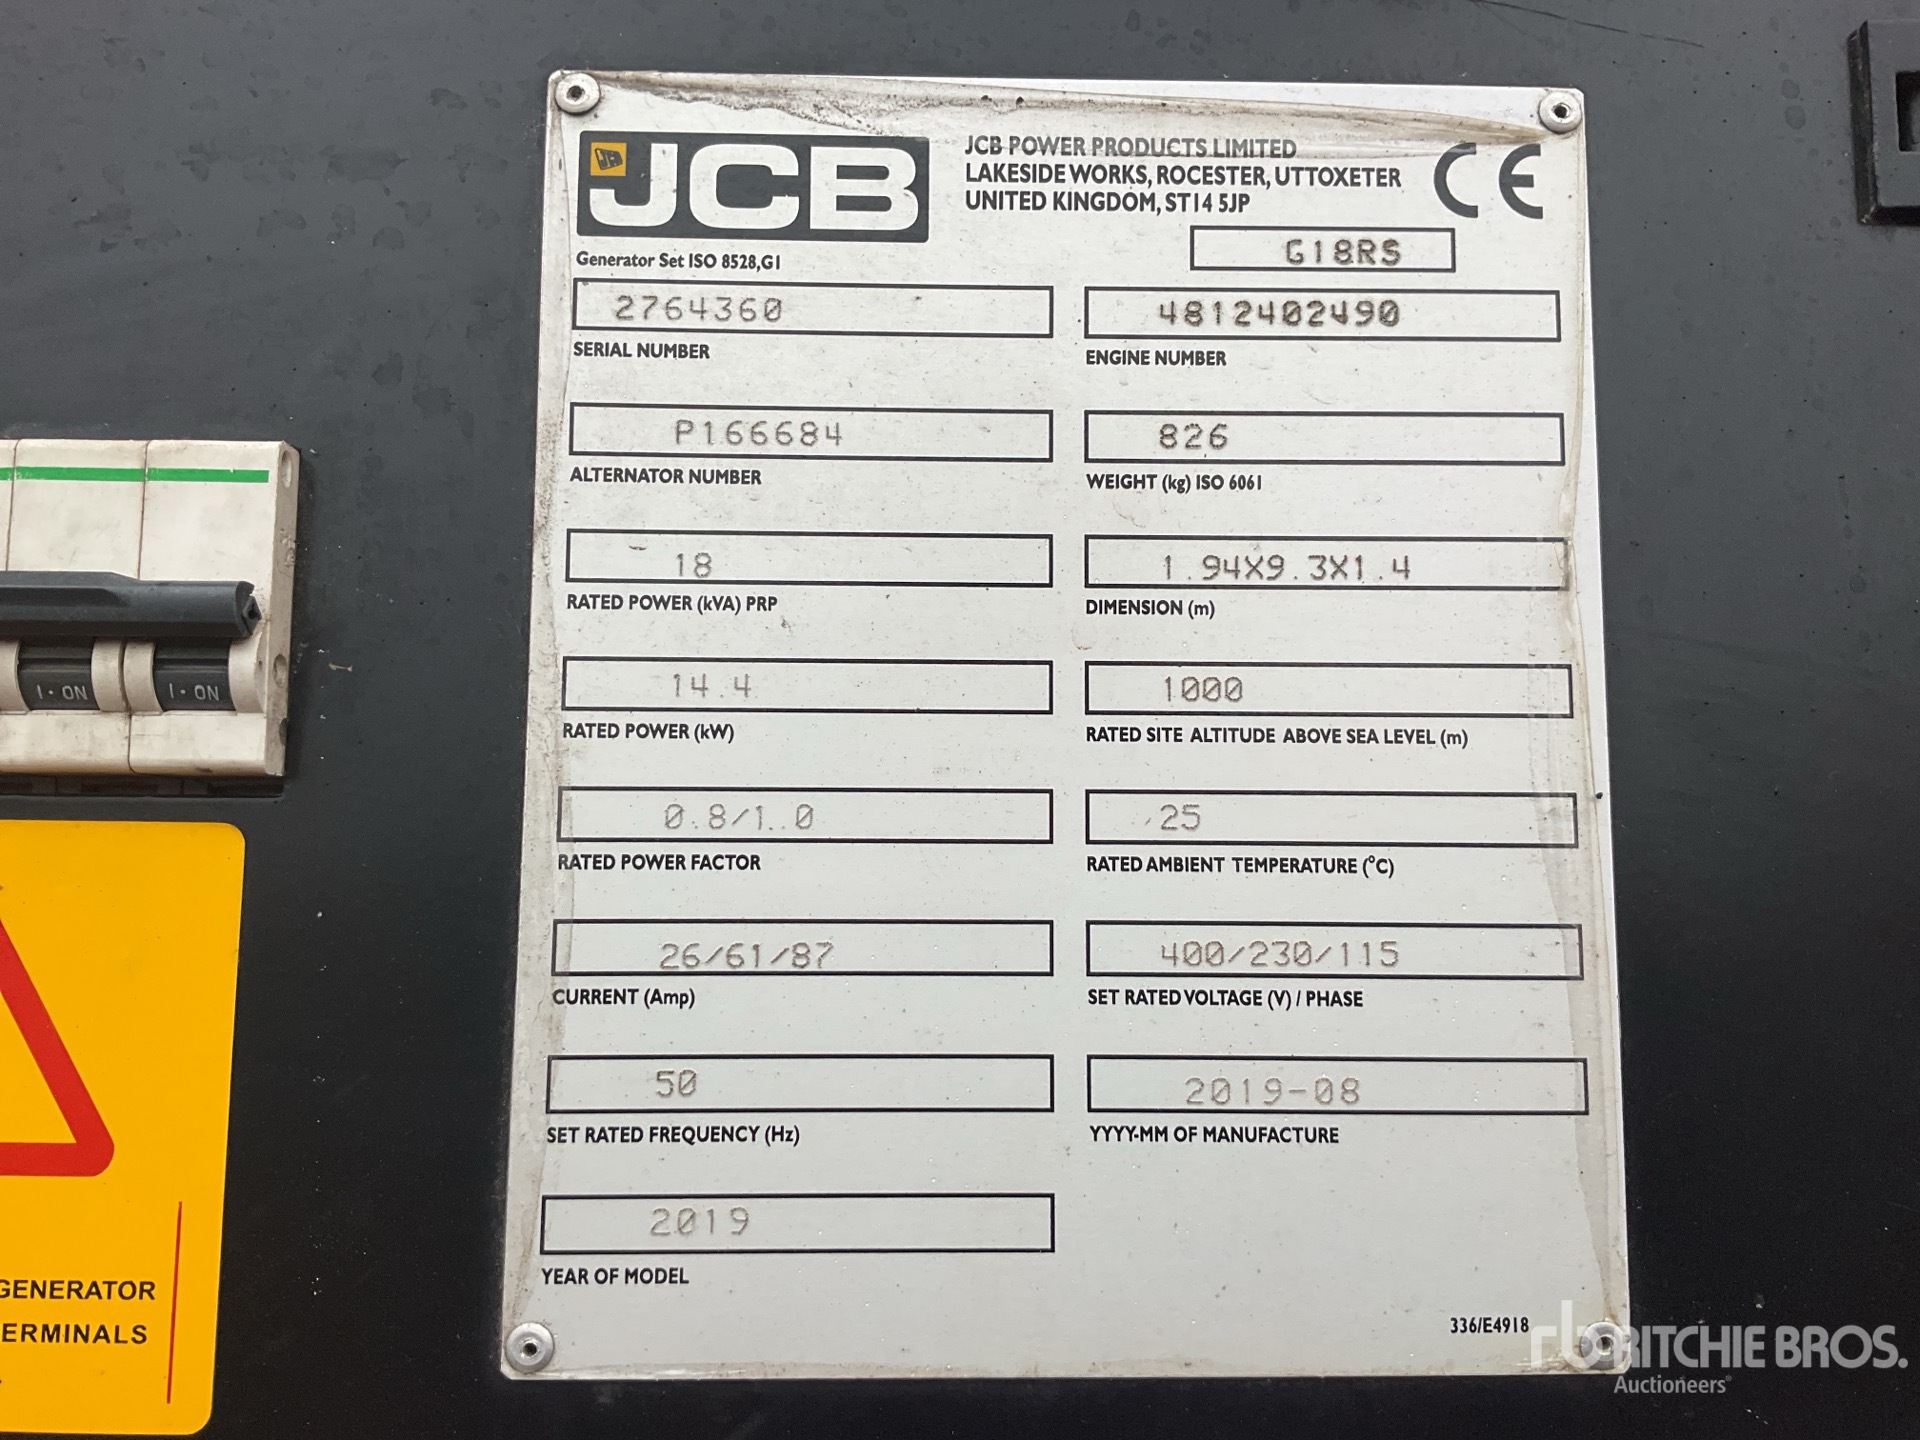 JCB
JCB POWER PRODUCTS LIMITED
LAKESIDE WORKS, ROCESTER, UTTOXETER
UNITED KINGDOM, ST14 5JP
CE
Generator Set ISO 8528,G1
G18RS
2764360
SERIAL NUMBER
4812402490
ENGINE NUMBER
P166684
ALTERNATOR NUMBER
826
WEIGHT (kg) ISO 6061
18
RATED POWER (kVA) PRP
1.94X9.3X1.4
DIMENSION (m)
14.4
RATED POWER (kW)
1000
RATED SITE ALTITUDE ABOVE SEA LEVEL (m)
0.8/1.0
RATED POWER FACTOR
25
RATED AMBIENT TEMPERATURE (°C)
26/61/87
CURRENT (Amp)
400/230/115
SET RATED VOLTAGE (V) / PHASE
50
SET RATED FREQUENCY (Hz)
2019-08
YYYY-MM OF MANUFACTURE
2019
YEAR OF MODEL
336/E4918
I • ON
I • ON
GENERATOR
ERMINALS
rb RITCHIE BROS.
Auctioneers